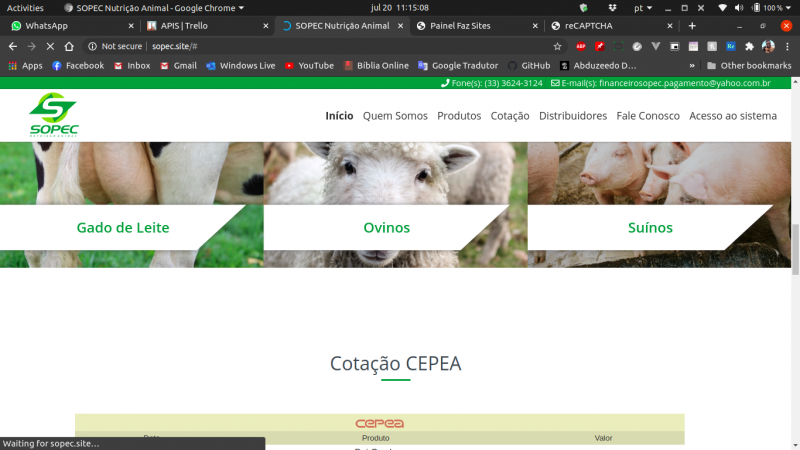 Activities SOPEC Nutrição Animal - Google Chrome jul 20 11:15:08 pt 100 %
WhatsApp APIS | Trello SOPEC Nutrição Animal Painel Faz Sites reCAPTCHA
Not secure | sopec.site/#
Apps Facebook Inbox Gmail Windows Live YouTube Bíblia Online Google Tradutor GitHub Abduzeedo D... » Other bookmarks
Fone(s): (33) 3624-3124 E-mail(s): financeirosopec.pagamento@yahoo.com.br
SOPEC
NUTRIÇÃO ANIMAL
Início Quem Somos Produtos Cotação Distribuidores Fale Conosco Acesso ao sistema
Gado de Leite Ovinos Suínos
Cotação CEPEA
cepea
Produto Valor
Waiting for sopec.site...